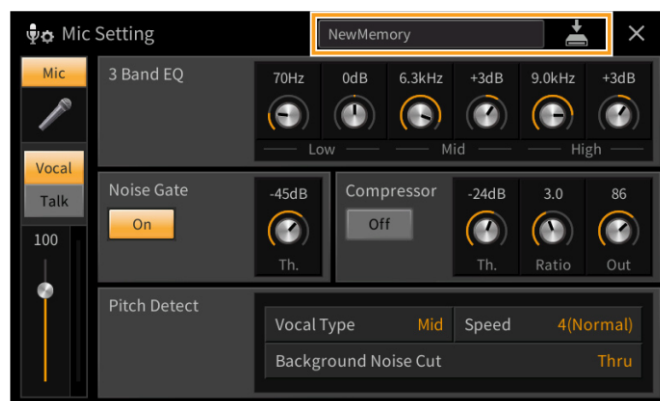 Mic Setting
NewMemory
Mic
3 Band EQ
70Hz 0dB 6.3kHz +3dB 9.0kHz +3dB
Low Mid High
Vocal
Talk
100
Noise Gate
On
-45dB
Th.
Compressor
Off
-24dB 3.0 86
Th. Ratio Out
Pitch Detect
Vocal Type Mid Speed 4(Normal)
Background Noise Cut Thru